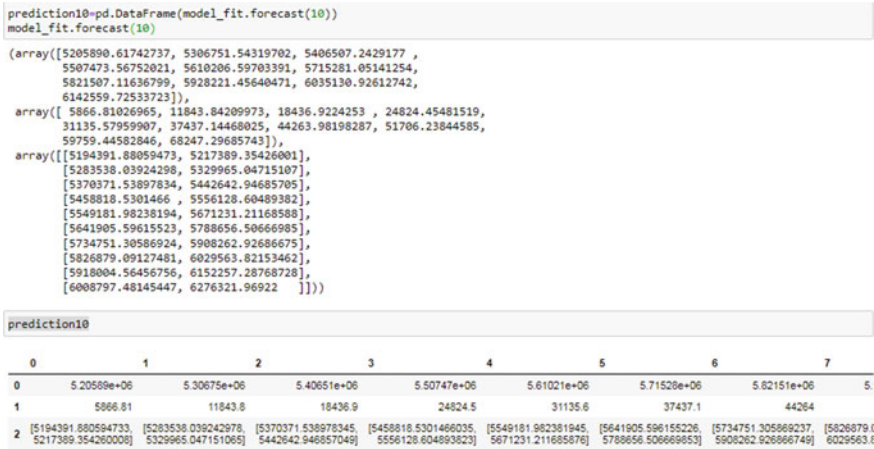 prediction10=pd.DataFrame(model_fit.forecast(10))
model_fit.forecast(10)
(array([5205890.61742737, 5306751.54319702, 5406507.2429177 ,
5507473.56752021, 5610206.59703391, 5715281.05141254,
5821507.11636799, 5928221.45640471, 6035130.92612742,
6142559.72533723]),
array([ 5866.81026965, 11843.84209973, 18436.9224253 , 24824.45481519,
31135.57959907, 37437.14468025, 44263.98198287, 51706.23844585,
59759.44582846, 68247.29685743]),
array([[5194391.88059473, 5217389.35426001],
[5283538.03924298, 5329965.04715107],
[5370371.53897834, 5442642.94685705],
[5458818.5301466 , 5556128.60489382],
[5549181.98238194, 5671231.21168588],
[5641905.59615523, 5788656.50666985],
[5734751.30586924, 5908262.92686675],
[5826879.09127481, 6029563.82153462],
[5918004.56456756, 6152257.28768728],
[6008797.48145447, 6276321.96922 ]]))
prediction10
0 1 2 3 4 5 6 7
0 5.20589e+06 5.30675e+06 5.40651e+06 5.50747e+06 5.61021e+06 5.71528e+06 5.82151e+06 5.
1 5866.81 11843.8 18436.9 24824.5 31135.6 37437.1 44264
2 [5194391.880594733, [5283538.039242978, [5370371.538978345, [5458818.5301466035, [5549181.982381945, [5641905.596155226, [5734751.305869237, [5826879.0
5217389.354260008] 5329965.047151065] 5442642.946857049] 5556128.604893823] 5671231.211685876] 5788656.506669853] 5908262.926866749] 6029563.8